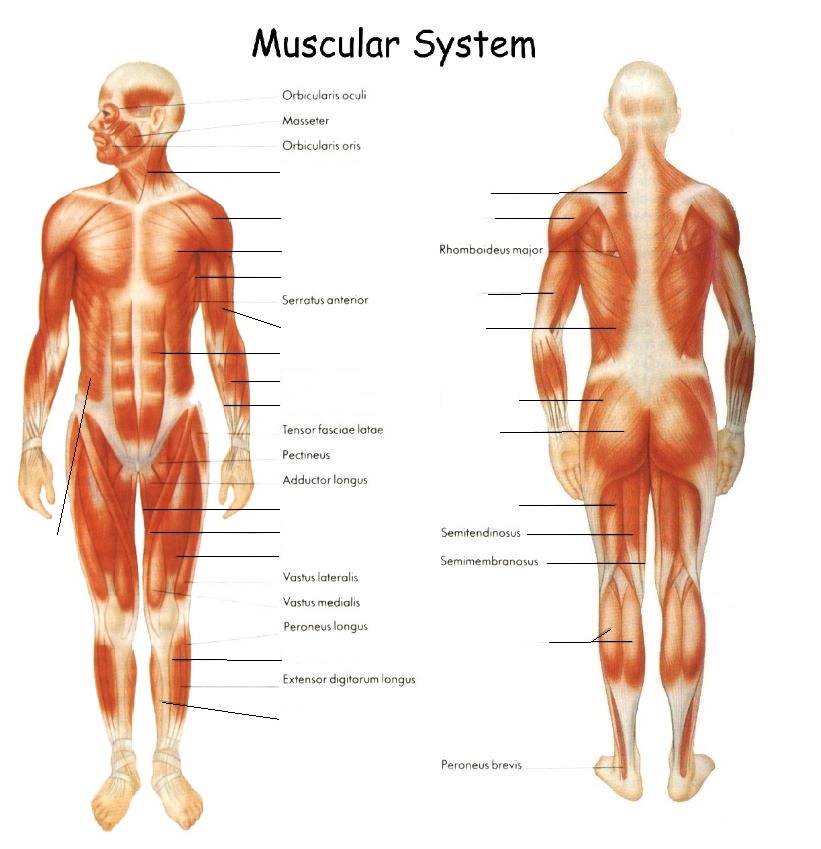 Muscular System
Orbicularis oculi
Masseter
Orbicularis oris
Serratus anterior
Tensor fasciae latae
Pectineus
Adductor longus
Vastus lateralis
Vastus medialis
Peroneus longus
Extensor digitorum longus
Rhomboideus major
Semitendinosus
Semimembranosus
Peroneus brevis